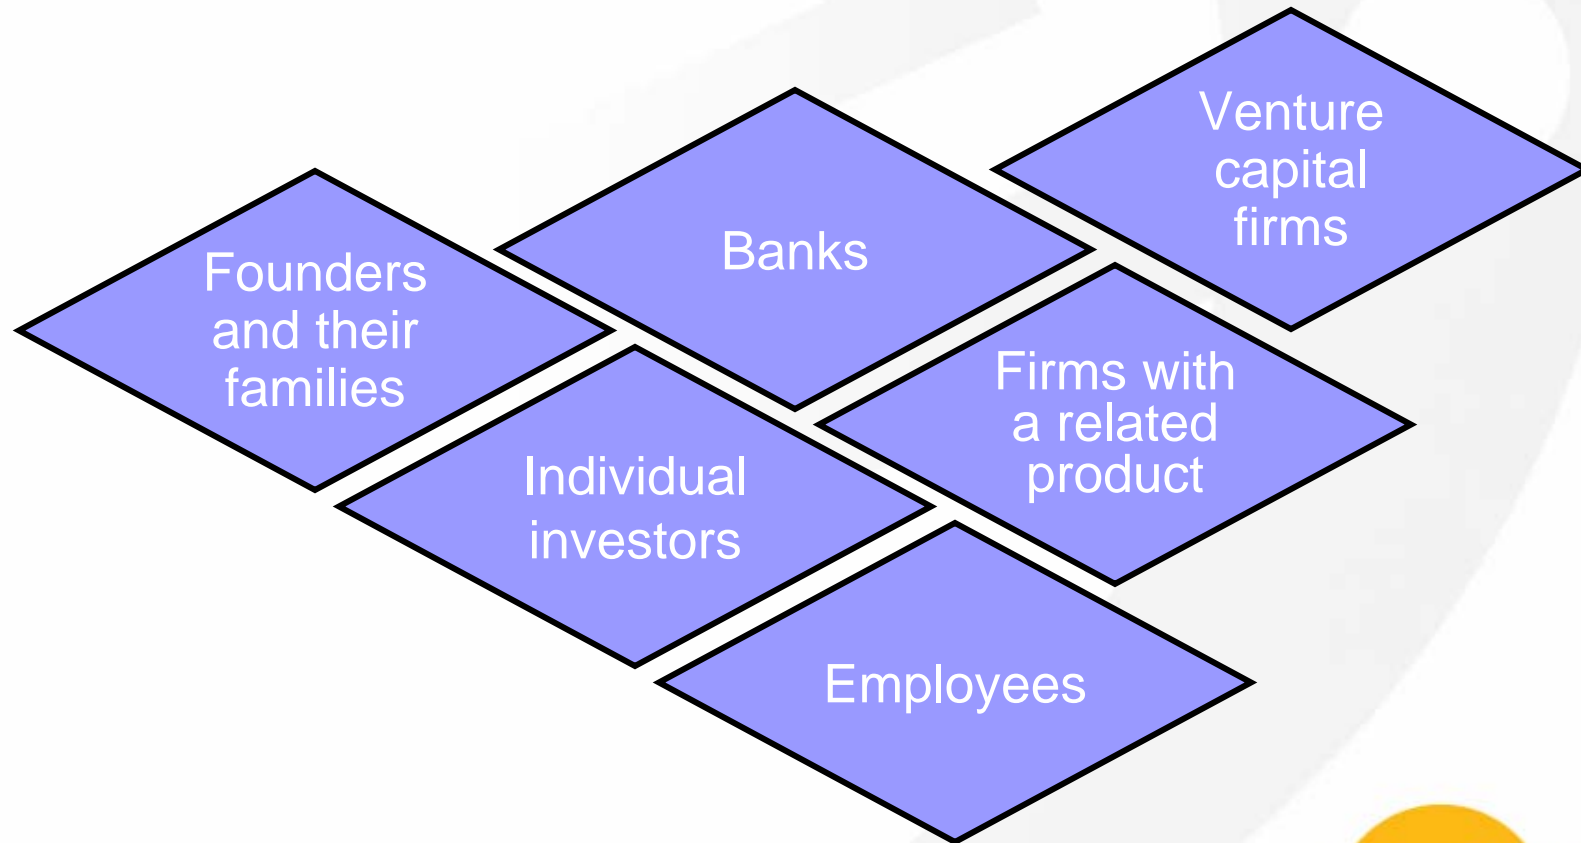 Venture
capital
firms
Banks
Founders
and their
families
Firms with
a related
product
Individual
investors
Employees